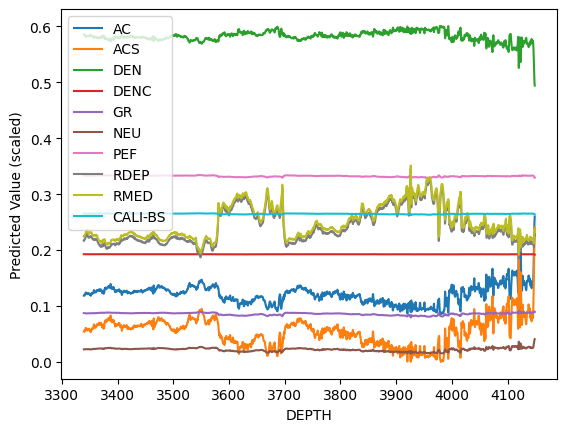 0.6
0.5
0.4
0.3
0.2
0.1
0.0
Predicted Value (scaled)
AC
ACS
DEN
DENC
GR
NEU
PEF
RDEP
RMED
CALI-BS
3300 3400 3500 3600 3700 3800 3900 4000 4100
DEPTH